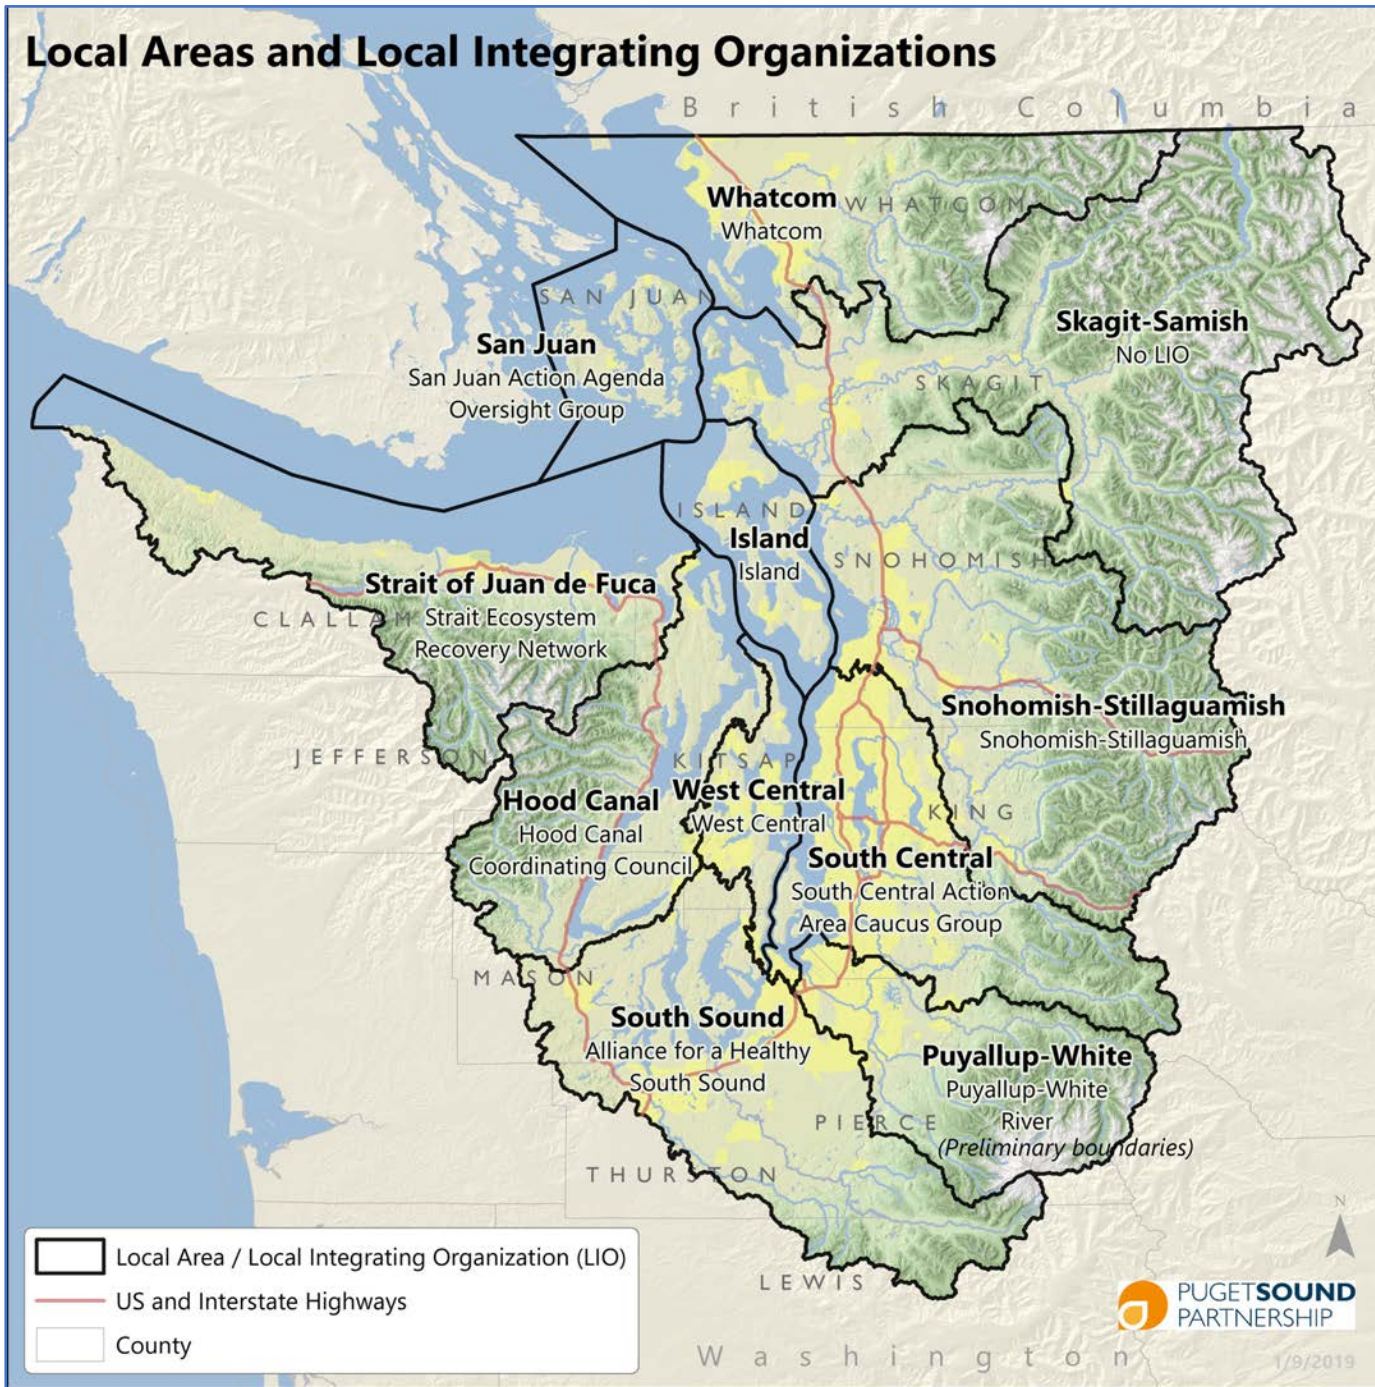 Local Areas and Local Integrating Organizations
British Columbia
Whatcom
Whatcom
WHATCOM
SAN JUAN
San Juan
San Juan Action Agenda
Oversight Group
Skagit-Samish
No LIO
SKAGIT
ISLAND
Island
Island
SNOHOMISH
Strait of Juan de Fuca
Strait Ecosystem
Recovery Network
CLALLAM
Snohomish-Stillaguamish
Snohomish-Stillaguamish
JEFFERSON
KITSAP
Hood Canal
Hood Canal
Coordinating Council
West Central
West Central
KING
South Central
South Central Action
Area Caucus Group
MASON
South Sound
Alliance for a Healthy
South Sound
Puyallup-White
Puyallup-White
River
(Preliminary boundaries)
PIERCE
THURSTON
LEWIS
Washington
Local Area / Local Integrating Organization (LIO)
US and Interstate Highways
County
N
PUGETSOUND
PARTNERSHIP
1/9/2019